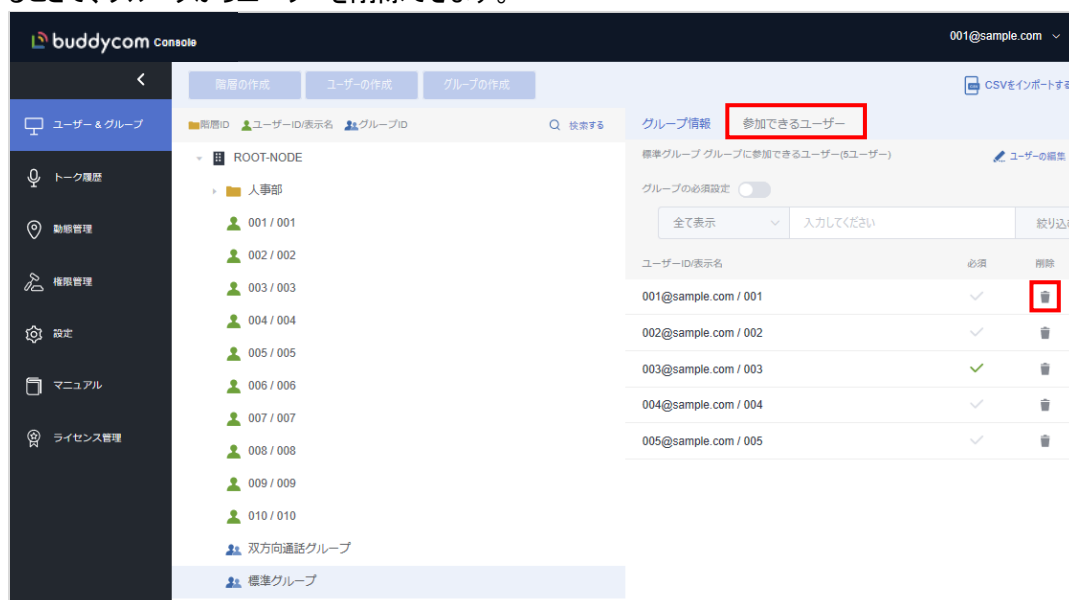 buddycom Console
001@sample.com
階層の作成
ユーザーの作成
グループの作成
CSVをインポートする
ユーザー & グループ
トーク履歴
動態管理
権限管理
設定
マニュアル
ライセンス管理
階層ID ユーザーID/表示名 グループID
検索する
ROOT-NODE
人事部
001 / 001
002 / 002
003 / 003
004 / 004
005 / 005
006 / 006
007 / 007
008 / 008
009 / 009
010 / 010
双方向通話グループ
標準グループ
グループ情報 参加できるユーザー
標準グループ グループに参加できるユーザー(5ユーザー)
ユーザーの編集
グループの必須設定
全て表示
入力してください
絞り込
ユーザーID/表示名 必須 削除
001@sample.com / 001
002@sample.com / 002
003@sample.com / 003
004@sample.com / 004
005@sample.com / 005